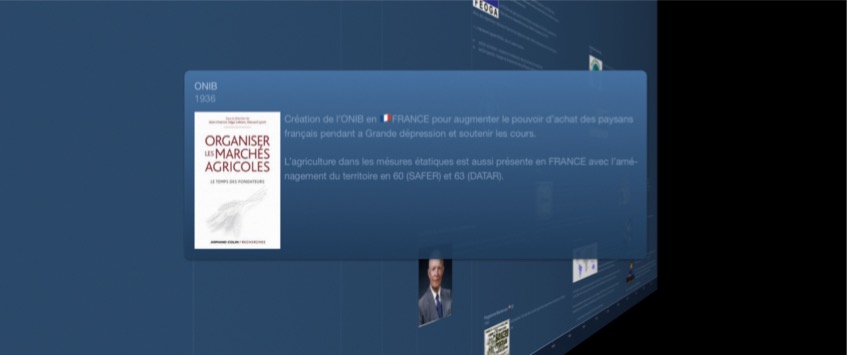 FEOGA
ONIB
1936
Création de l'ONIB en FRANCE pour augmenter le pouvoir d'achat des paysans
français pendant a Grande dépression et soutenir les cours.
L'agriculture dans les mésures étatiques est aussi présente en FRANCE avec l'amé-
nagement du territoire en 60 (SAFER) et 63 (DATAR).
ORGANISER
LES MARCHÉS
AGRICOLES
LE TEMPS DES FONDATEURS
ARMAND COLIN / RECHERCHES